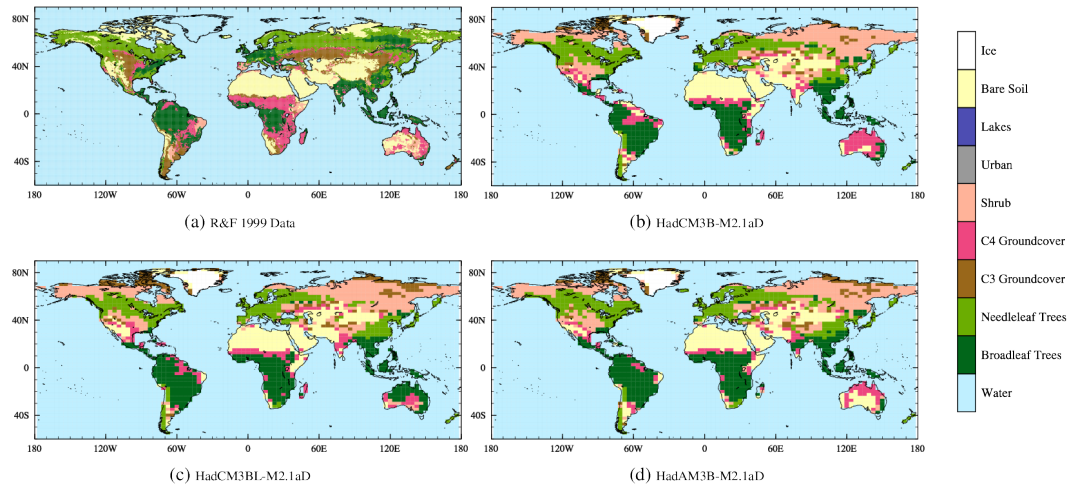 80N
40N
0
40S
180
120W
60W
0
60E
120E
180
(a) R&F 1999 Data
80N
40N
0
40S
180
120W
60W
0
60E
120E
180
(b) HadCM3B-M2.1aD
80N
40N
0
40S
180
120W
60W
0
60E
120E
180
(c) HadCM3BL-M2.1aD
80N
40N
0
40S
180
120W
60W
0
60E
120E
180
(d) HadAM3B-M2.1aD
Ice
Bare Soil
Lakes
Urban
Shrub
C4 Groundcover
C3 Groundcover
Needleleaf Trees
Broadleaf Trees
Water